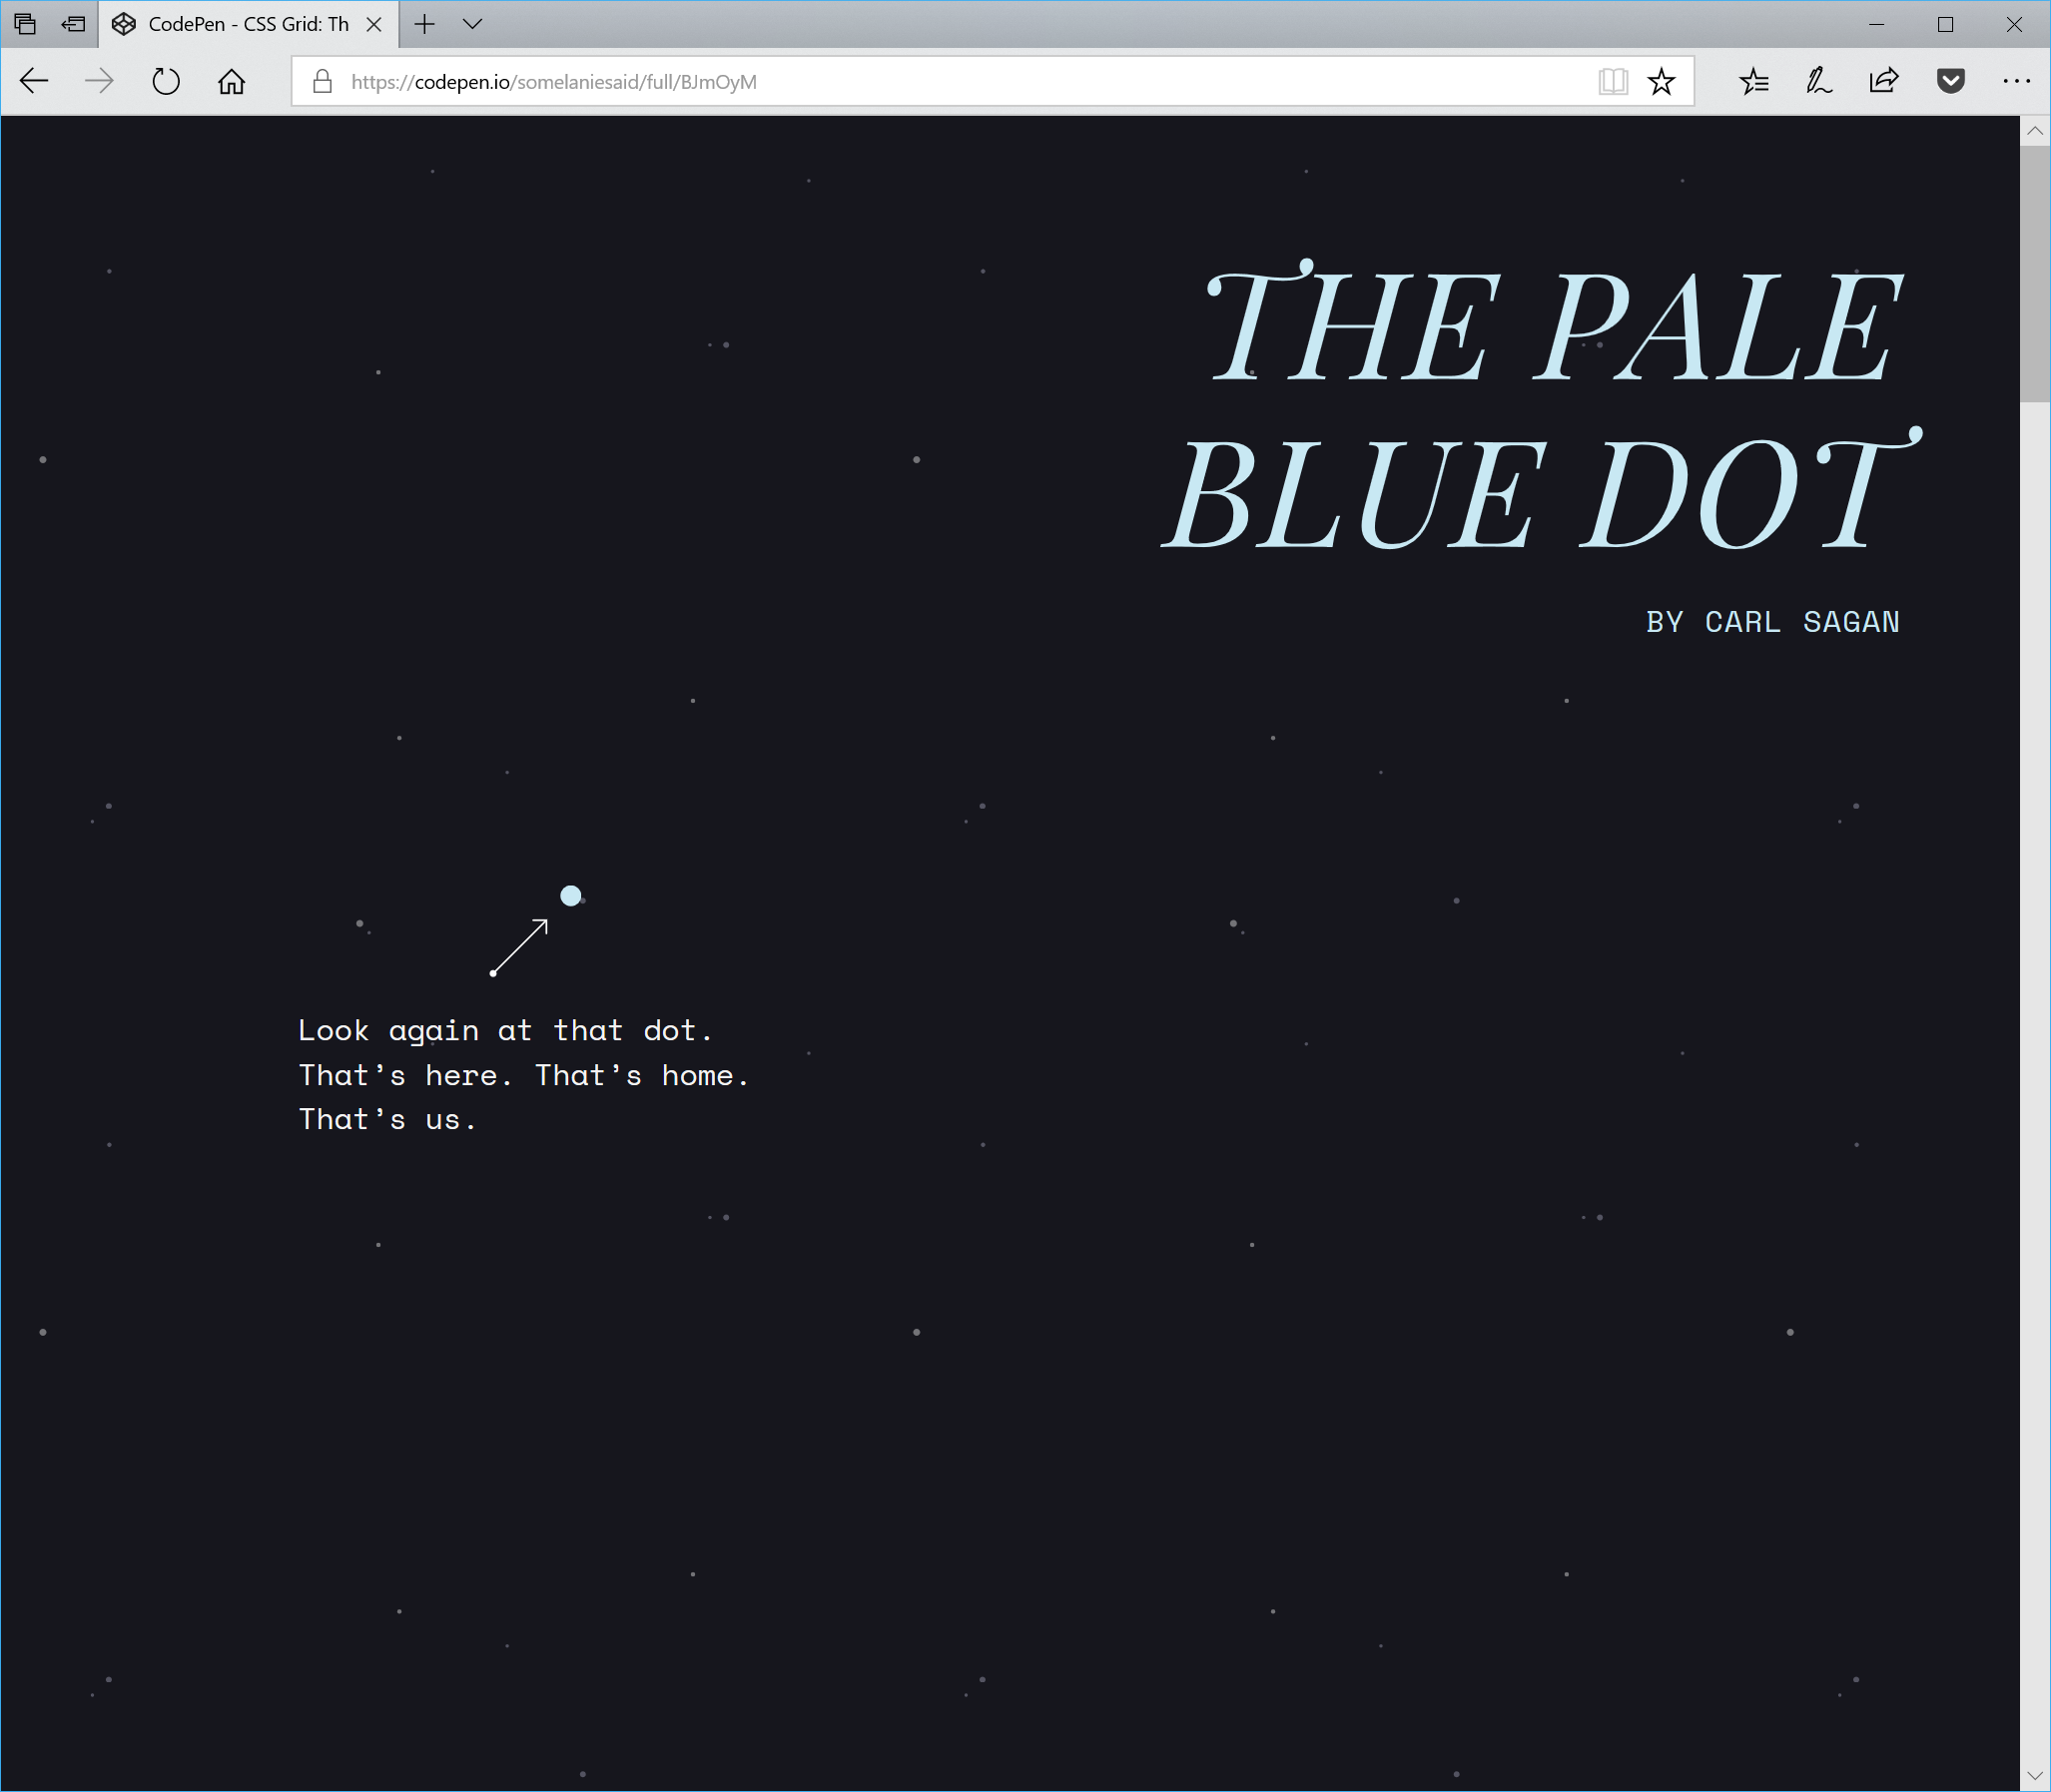 CodePen - CSS Grid: Th
https://codepen.io/somelaniesaid/full/BJmOyM
THE PALE
BLUE DOT
BY CARL SAGAN
Look again at that dot.
That’s here. That’s home.
That’s us.